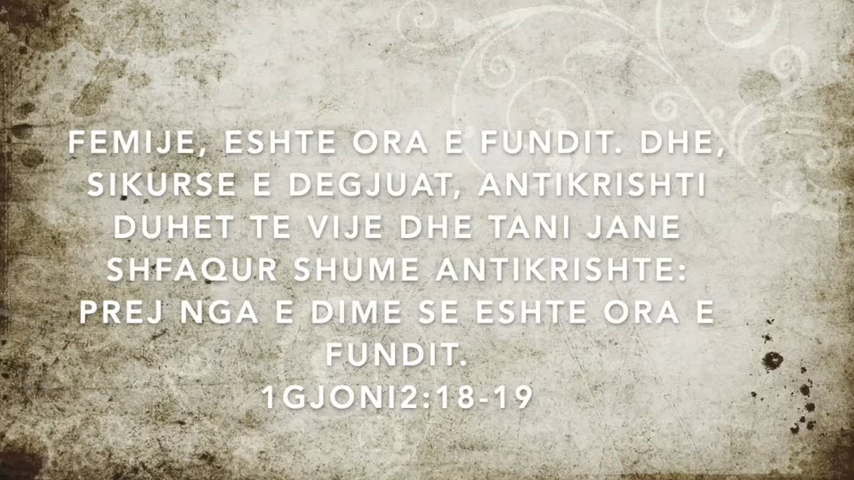 FEMIJE, ESHTE ORA E FUNDIT. DHE,
SIKURSE E DEGJUAT, ANTIKRISHTI
DUHET TE VIJE DHE TANI JANE
SHFAQUR SHUME ANTIKRISHTE:
PREJ NGA E DIME SE ESHTE ORA E
FUNDIT.
1GJONI2:18-19